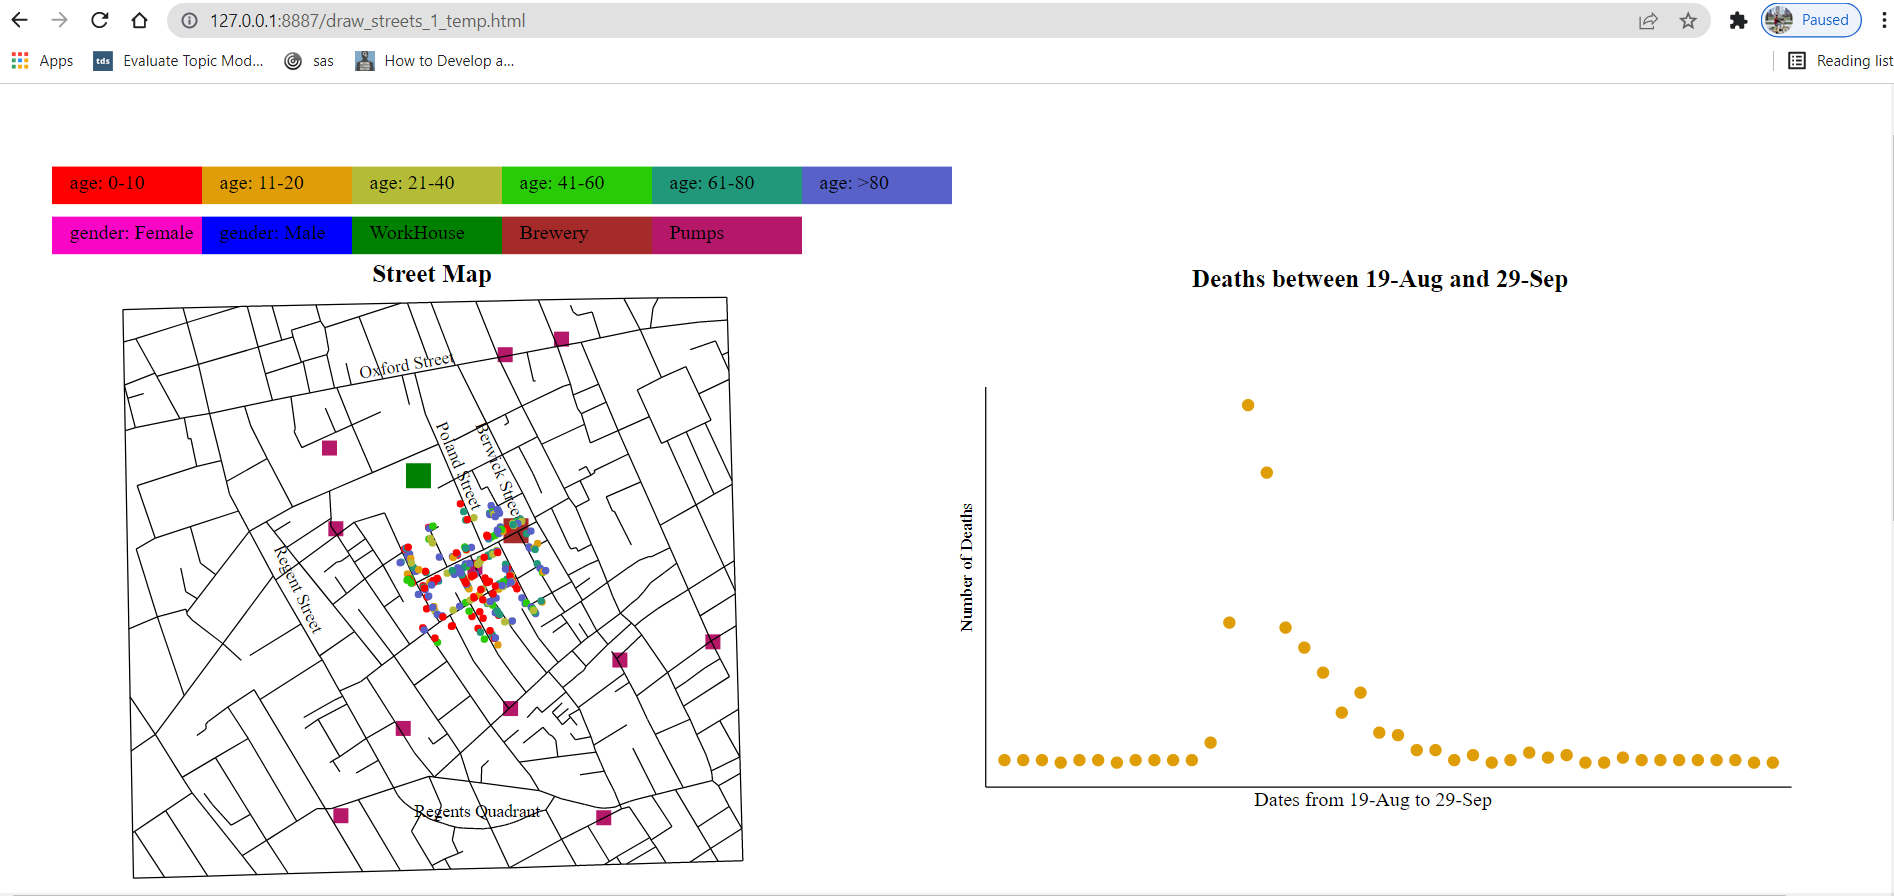 127.0.0.1:8887/draw_streets_1_temp.html
Paused
Apps
tds
Evaluate Topic Mod...
sas
How to Develop a...
Reading list
age: 0-10
age: 11-20
age: 21-40
age: 41-60
age: 61-80
age: >80
gender: Female
gender: Male
WorkHouse
Brewery
Pumps
Street Map
Oxford Street
Poland Street
Berwick Street
Regent Street
Regents Quadrant
Deaths between 19-Aug and 29-Sep
Number of Deaths
Dates from 19-Aug to 29-Sep